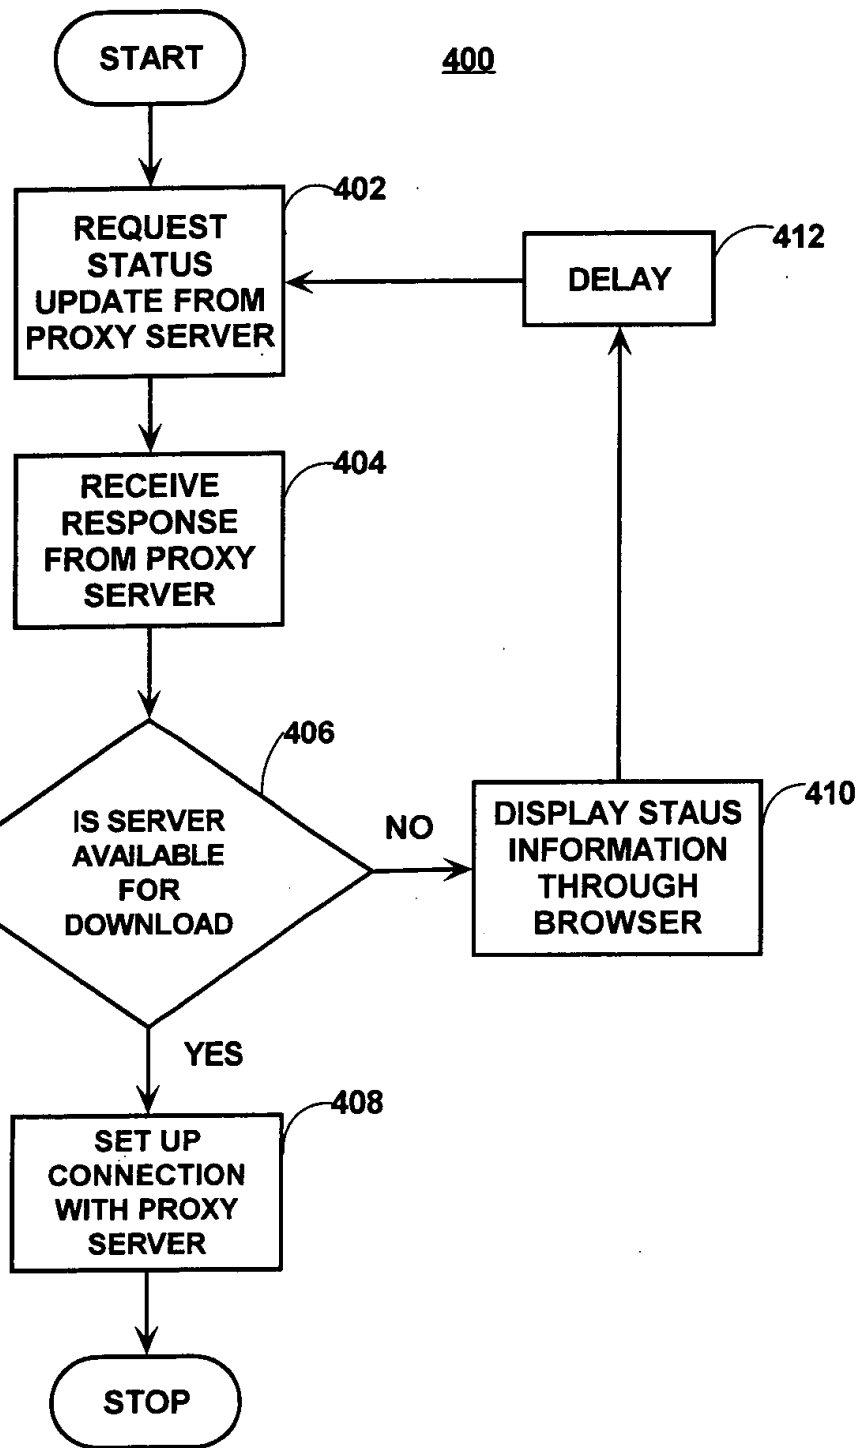 START
400
402
REQUEST
STATUS
UPDATE FROM
PROXY SERVER
412
DELAY
404
RECEIVE
RESPONSE
FROM PROXY
SERVER
406
IS SERVER
AVAILABLE
FOR
DOWNLOAD
NO
410
DISPLAY STAUS
INFORMATION
THROUGH
BROWSER
YES
408
SET UP
CONNECTION
WITH PROXY
SERVER
STOP